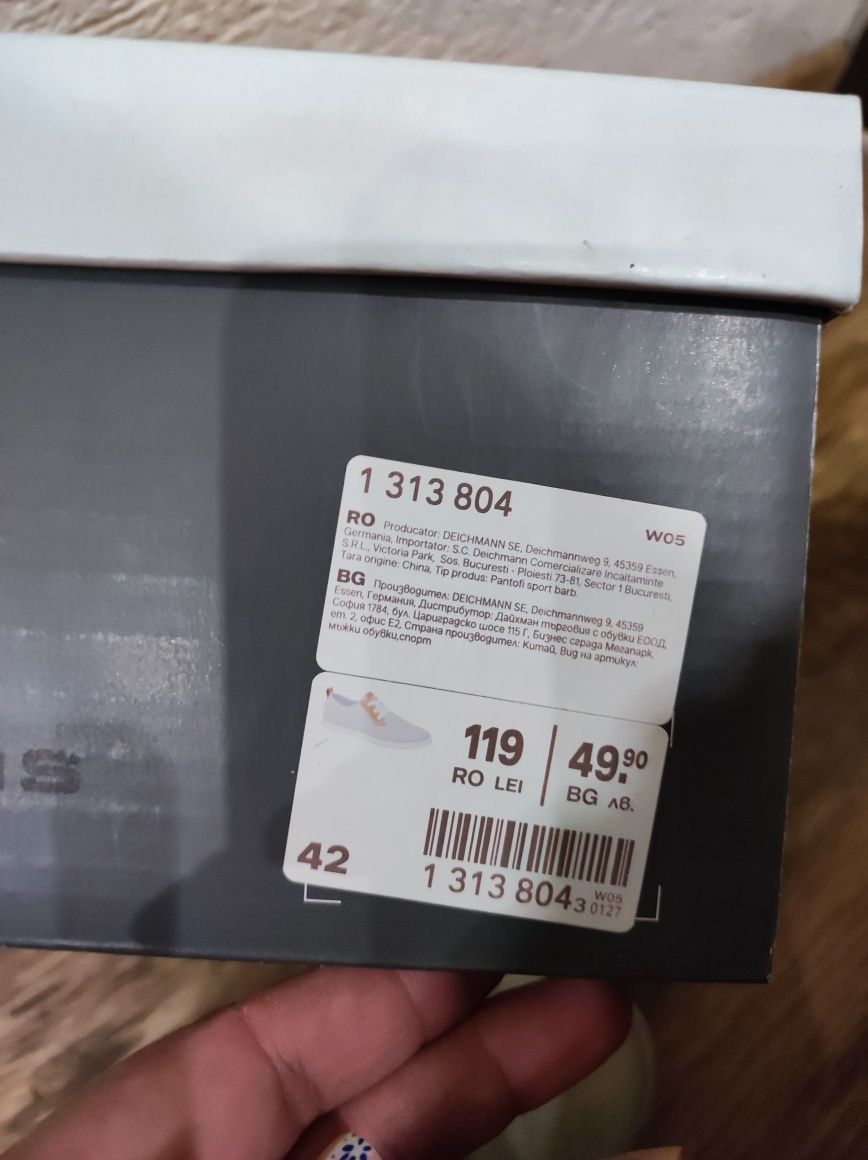 1 313 804
W05
RO Producator: DEICHMANN SE, Deichmannweg 9, 45359 Essen,
Germania, Importator: S.C. Deichmann Comercializare Incaltaminte
S.R.L., Victoria Park, Sos. Bucuresti - Ploiesti 73-81, Sector 1 Bucuresti,
Tara origine: China, Tip produs: Pantofi sport barb.
BG Производител: DEICHMANN SE, Deichmannweg 9, 45359
Essen, Германия, Дистрибутор: Дайхман търговия с обувки ЕООД,
София 1784, бул. Цариградско шосе 115 Г, Бизнес сграда Мегапарк,
ет. 2, офис Е2, Страна производител: Китай, Вид на артикул:
мъжки обувки,спорт
119
RO LEI
49.90
BG лв.
42
1 313 804 3
W05
0127